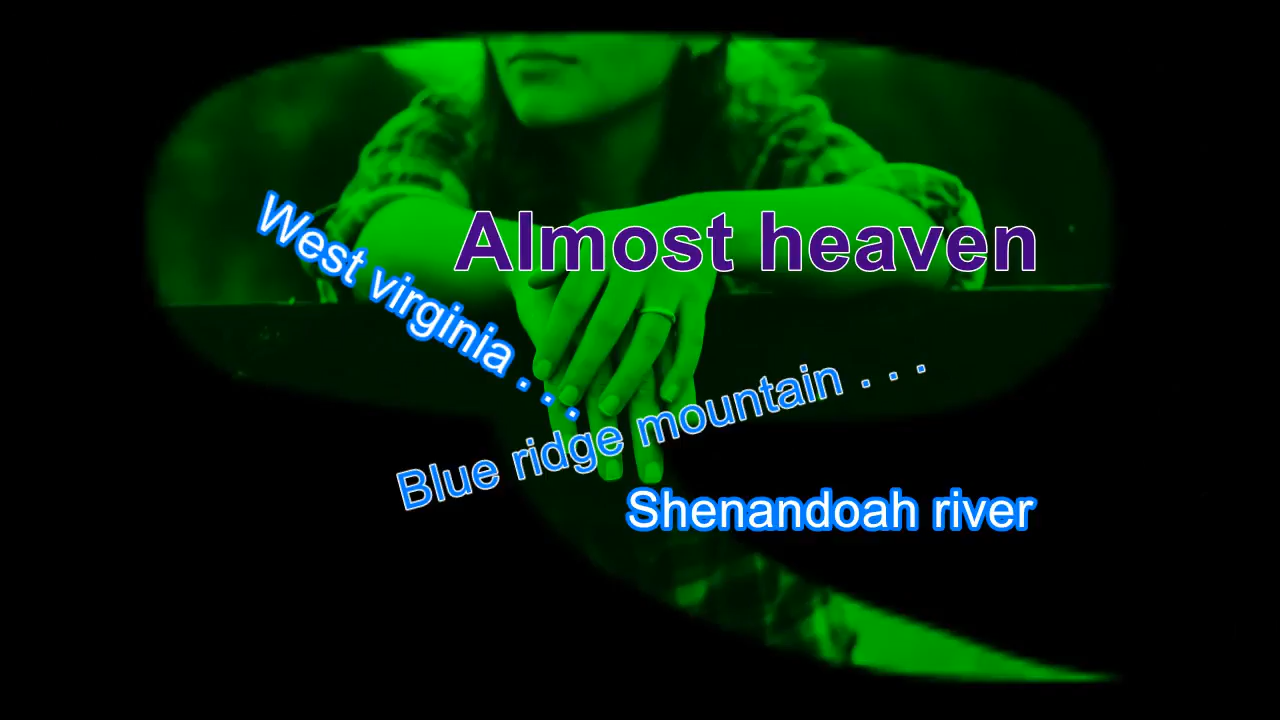 Almost heaven
West virginia . . .
Blue ridge mountain . . .
Shenandoah river